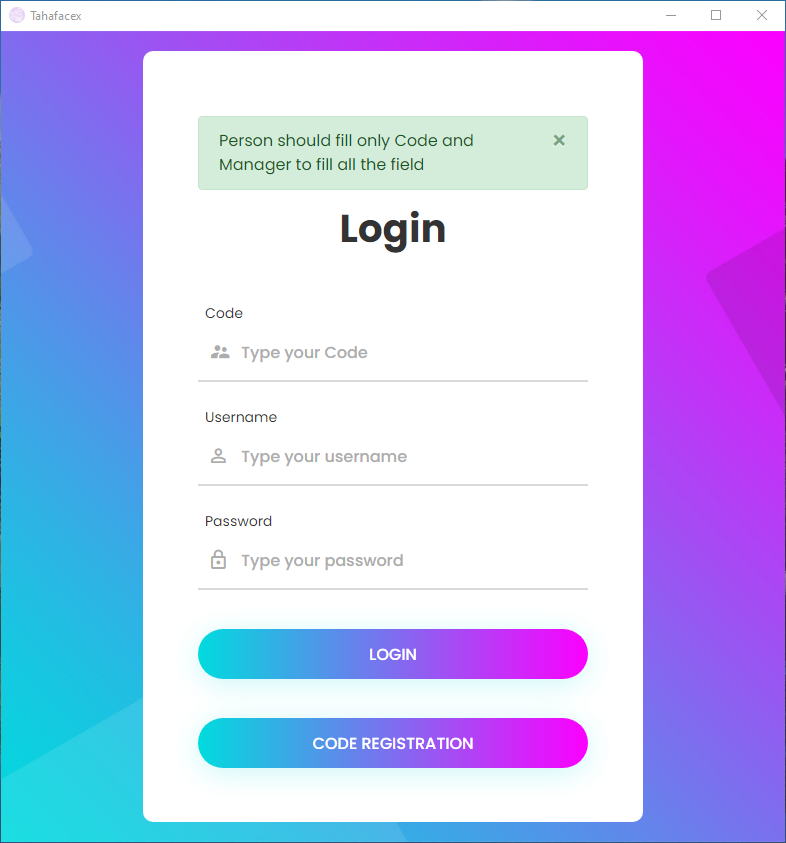 Tahafacex
Person should fill only Code and
Manager to fill all the field
Login
Code
Type your Code
Username
Type your username
Password
Type your password
LOGIN
CODE REGISTRATION